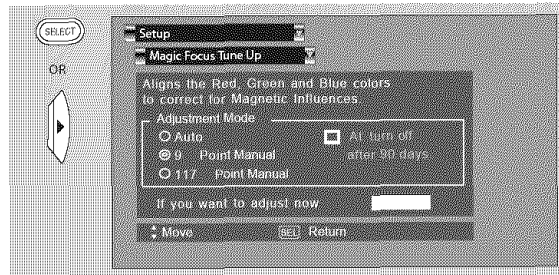 SELECT
OR
Setup
Magic Focus Tune Up
Aligns the Red, Green and Blue colors
to correct for Magnetic Influences
Adjustment Mode
Auto
At turn off
9 Point Manual
after 90 days
117 Point Manual
If you want to adjust now
Move
SEL Return